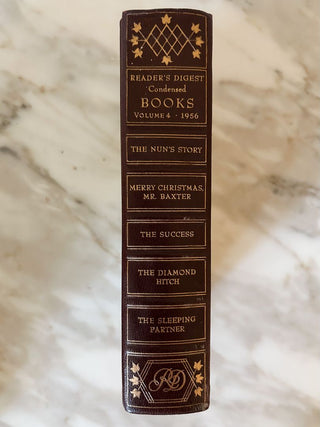 READER'S DIGEST
Condensed
BOOKS
VOLUME 4 · 1956
THE NUN'S STORY
MERRY CHRISTMAS,
MR. BAXTER
THE SUCCESS
THE DIAMOND
HITCH
THE SLEEPING
PARTNER
RD